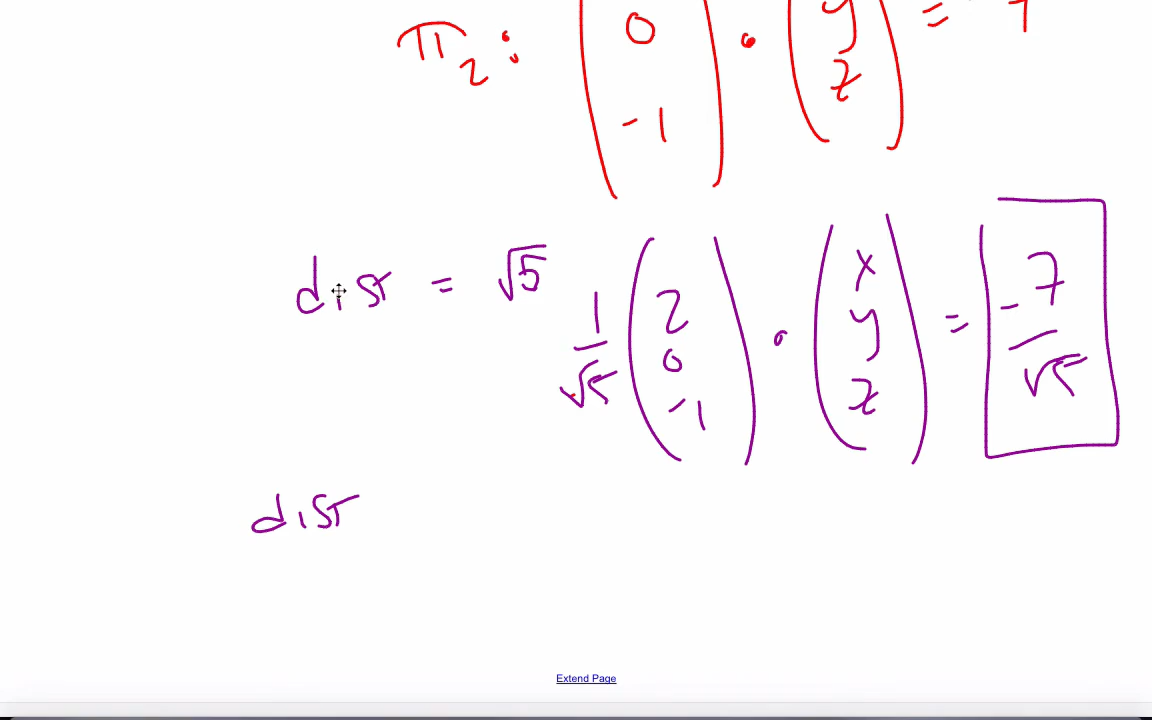 π₂ : ( 0 -1 ) • ( y z ) = 7
dist = √5 1/√5 ( 2 0 -1 ) • ( x y z ) = -7/√5
dist
Extend Page